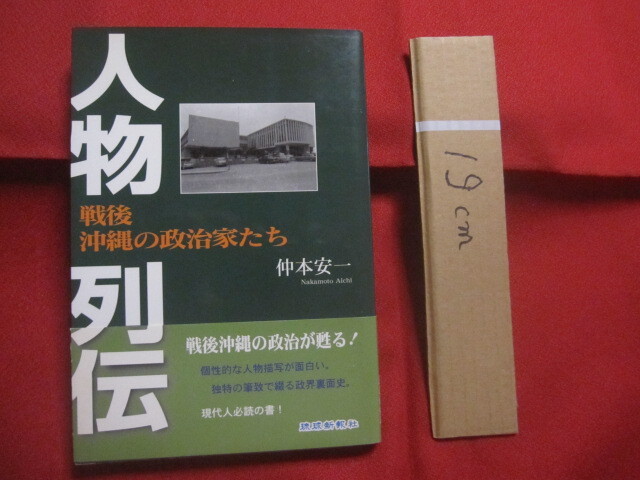 人物列伝
戦後
沖縄の政治家たち
仲本安一
Nakamoto Aichi
戦後沖縄の政治が甦る！
個性的な人物描写が面白い。
独特の筆致で綴る政界裏面史。
現代人必読の書！
琉球新報社
19cm